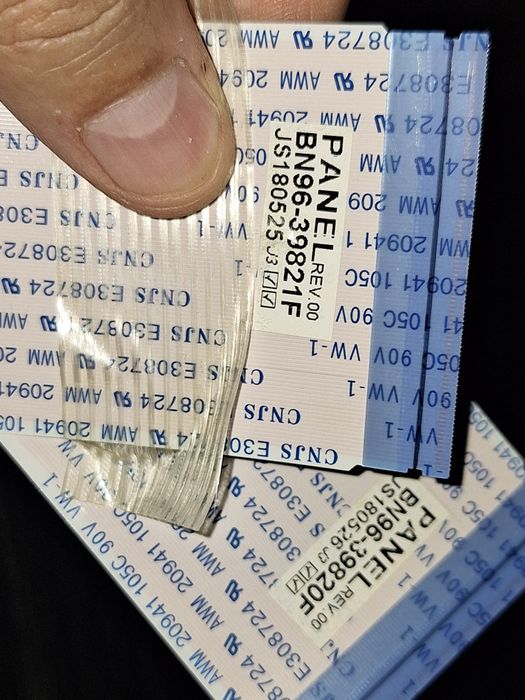 PANEL REV.00
BN96-39821F
JS180525 J3
CNJS E308724 AWM 20941 105C 90V VW-1
PANEL REV.00
BN96-39820F
JS180526 J3
CNJS E308724 AWM 20941 105C 90V VW-1